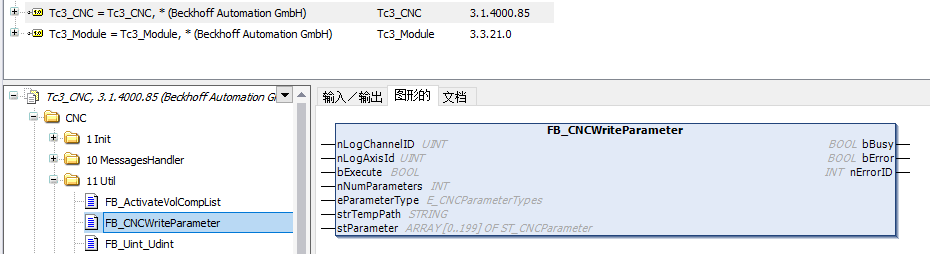 Tc3_CNC = Tc3_CNC, * (Beckhoff Automation GmbH) Tc3_CNC 3.1.4000.85
Tc3_Module = Tc3_Module, * (Beckhoff Automation GmbH) Tc3_Module 3.3.21.0
Tc3_CNC, 3.1.4000.85 (Beckhoff Automation G
CNC
1 Init
10 MessagesHandler
11 Util
FB_ActivateVolCompList
FB_CNCWriteParameter
FB_Uint_Udint
输入/输出 图形的 文档
FB_CNCWriteParameter
nLogChannelID UINT BOOL bBusy
nLogAxisId UINT BOOL bError
bExecute BOOL INT nErrorID
nNumParameters INT
eParameterType E_CNCParameterTypes
strTempPath STRING
stParameter ARRAY [0..199] OF ST_CNCParameter